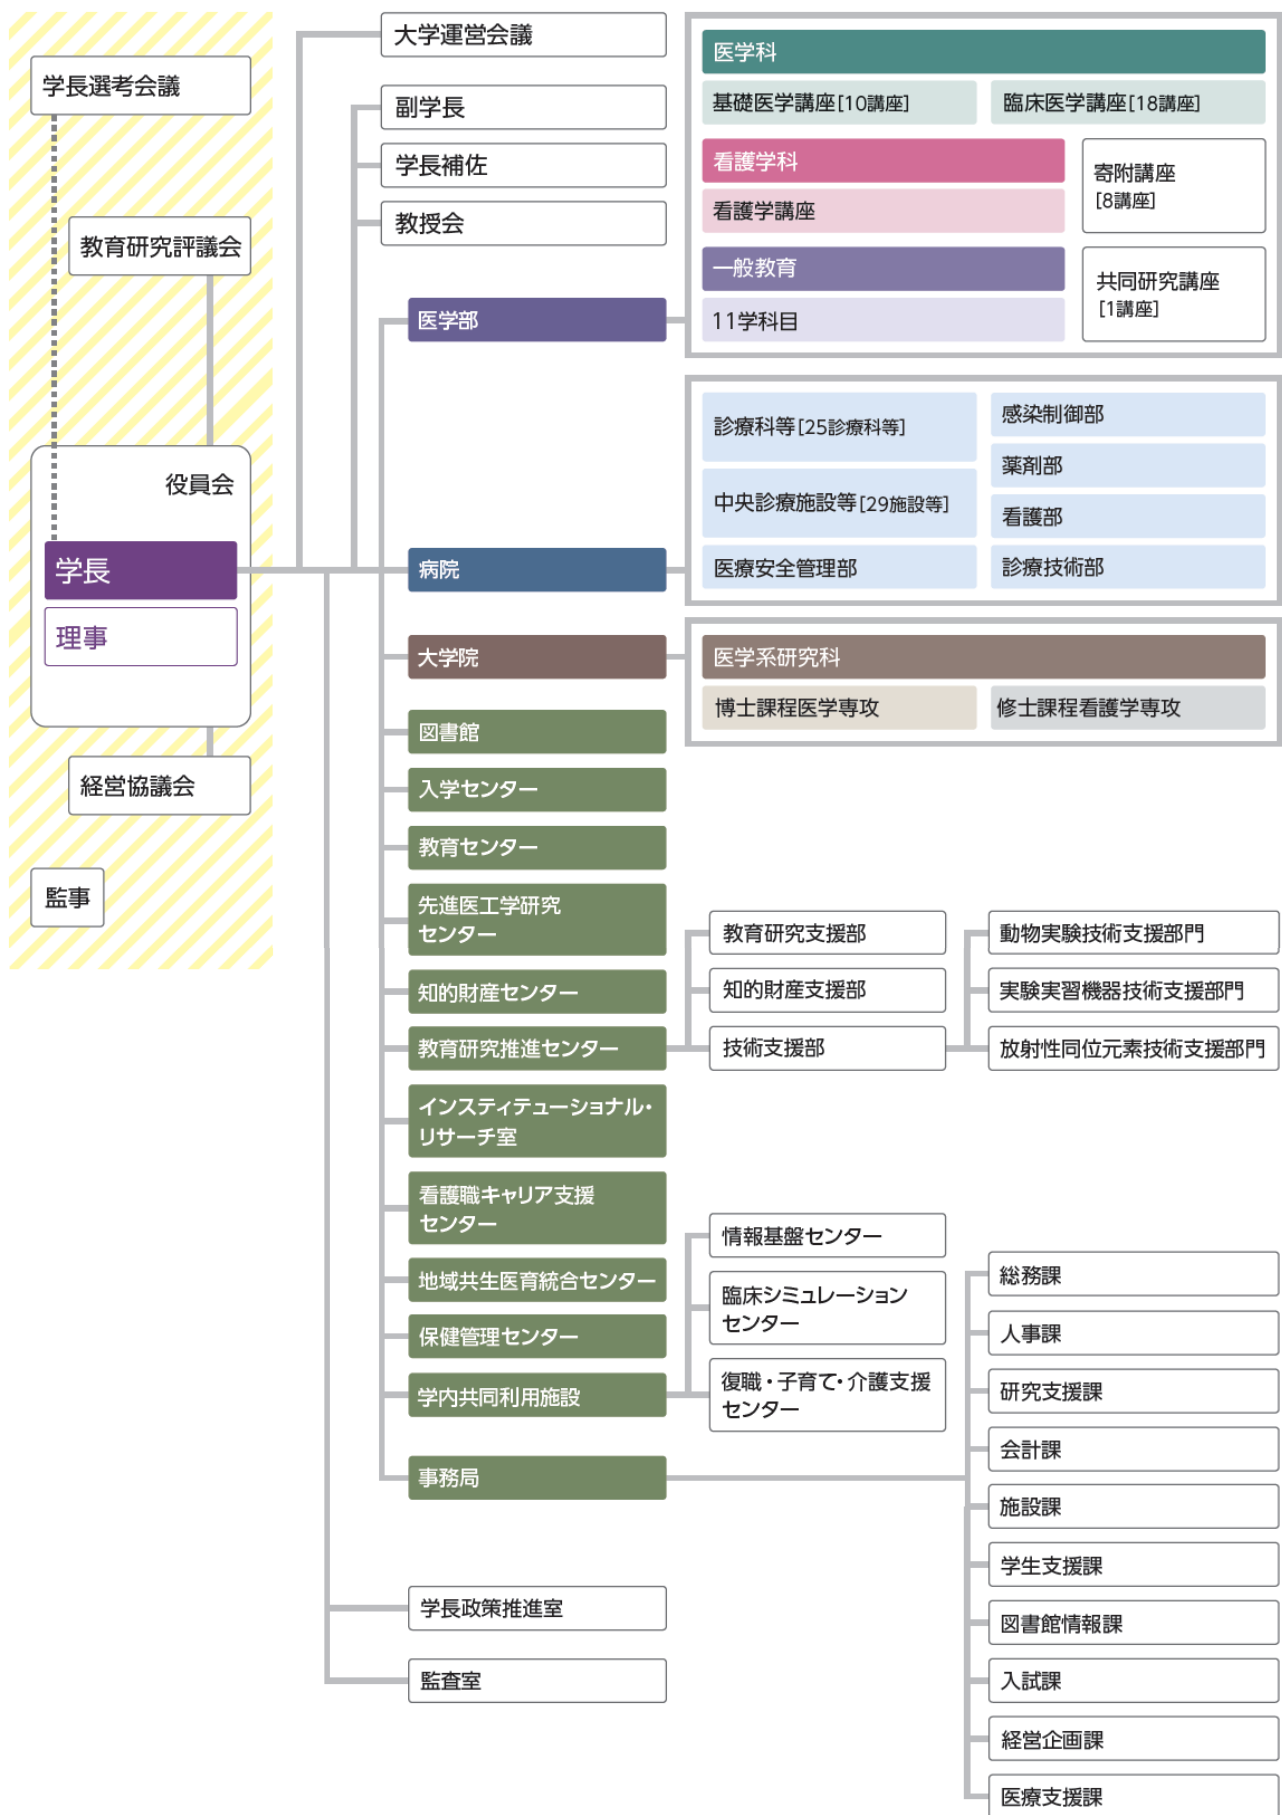 学長選考会議
教育研究評議会
役員会
学長
理事
経営協議会
監事
大学運営会議
副学長
学長補佐
教授会
医学部
医学科
基礎医学講座[10講座]
臨床医学講座[18講座]
看護学科
看護学講座
寄附講座
[8講座]
一般教育
11学科目
共同研究講座
[1講座]
病院
診療科等[25診療科等]
中央診療施設等[29施設等]
医療安全管理部
感染制御部
薬剤部
看護部
診療技術部
大学院
医学系研究科
博士課程医学専攻
修士課程看護学専攻
図書館
入学センター
教育センター
先進医工学研究
センター
知的財産センター
教育研究推進センター
教育研究支援部
知的財産支援部
技術支援部
動物実験技術支援部門
実験実習機器技術支援部門
放射性同位元素技術支援部門
インスティテューショナル・
リサーチ室
看護職キャリア支援
センター
地域共生医育統合センター
保健管理センター
学内共同利用施設
情報基盤センター
臨床シミュレーション
センター
復職・子育て・介護支援
センター
事務局
総務課
人事課
研究支援課
会計課
施設課
学生支援課
図書館情報課
入試課
経営企画課
医療支援課
学長政策推進室
監査室